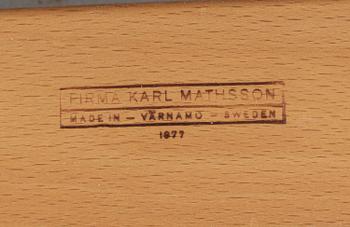 FIRMA KARL MATHSSON
MADE IN - VÄRNAMO - SWEDEN
1977